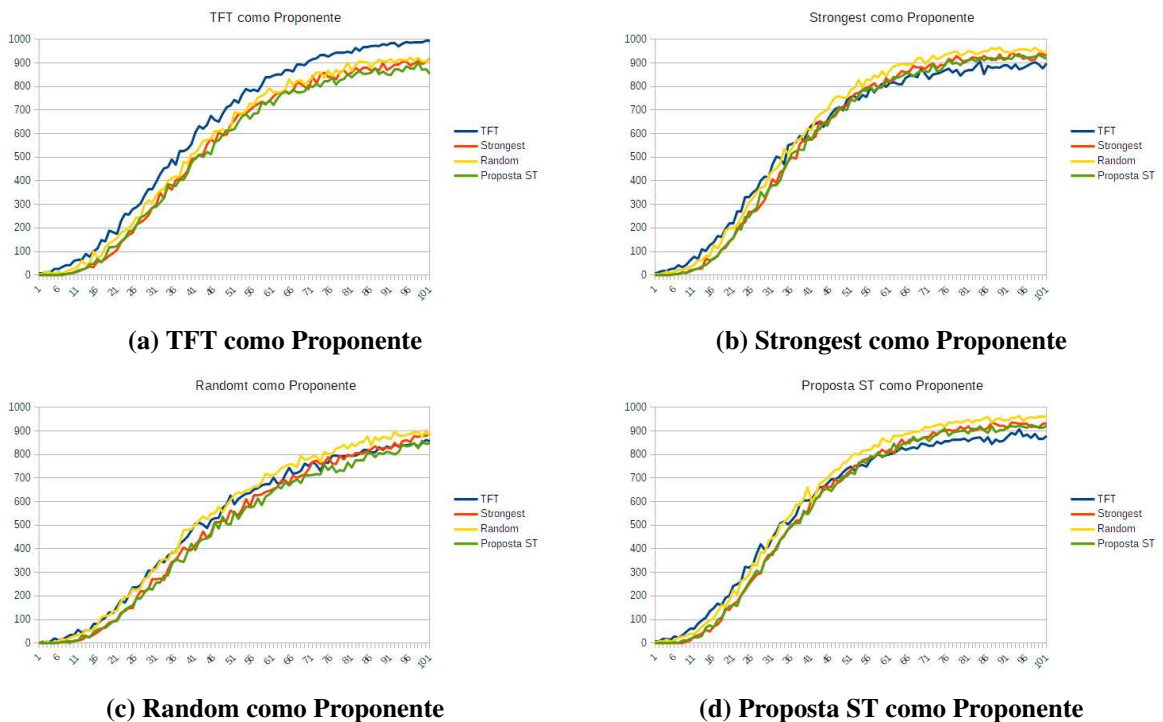 TFT como Proponente
1000
900
800
700
600
500
400
300
200
100
0
1 6 11 16 21 26 31 36 41 46 51 56 61 66 71 76 81 86 91 96 101
TFT
Strongest
Random
Proposta ST
(a) TFT como Proponente
Strongest como Proponente
1000
900
800
700
600
500
400
300
200
100
0
1 6 11 16 21 26 31 36 41 46 51 56 61 66 71 76 81 86 91 96 101
TFT
Strongest
Random
Proposta ST
(b) Strongest como Proponente
Randomt como Proponente
1000
900
800
700
600
500
400
300
200
100
0
1 6 11 16 21 26 31 36 41 46 51 56 61 66 71 76 81 86 91 96 101
TFT
Strongest
Random
Proposta ST
(c) Random como Proponente
Proposta ST como Proponente
1000
900
800
700
600
500
400
300
200
100
0
1 6 11 16 21 26 31 36 41 46 51 56 61 66 71 76 81 86 91 96 101
TFT
Strongest
Random
Proposta ST
(d) Proposta ST como Proponente